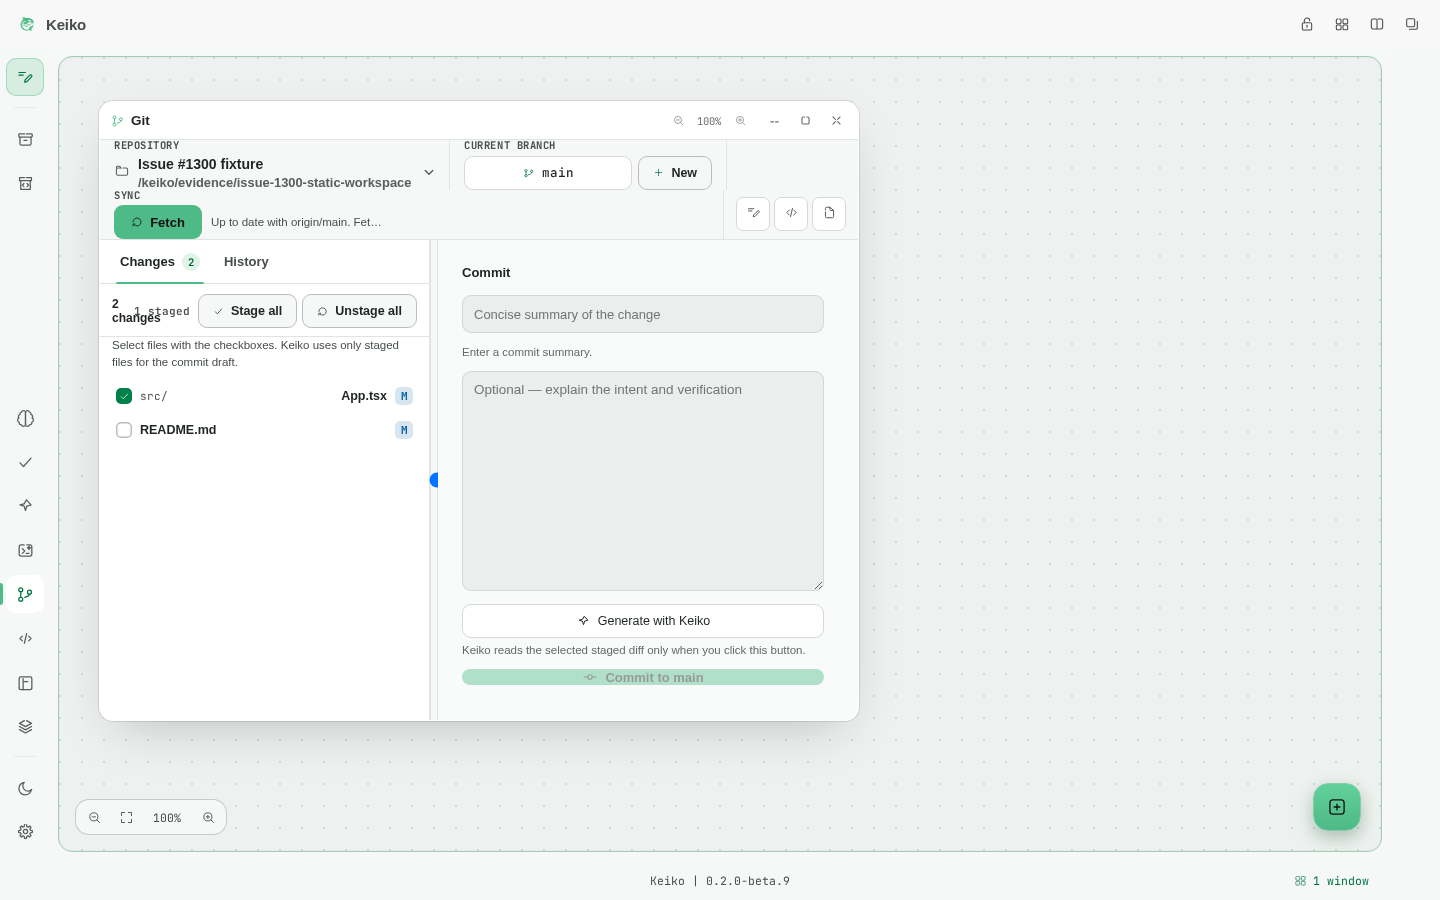 Keiko
Git
100%
REPOSITORY
Issue #1300 fixture
/keiko/evidence/issue-1300-static-workspace
CURRENT BRANCH
main
New
SYNC
Fetch
Up to date with origin/main. Fet…
Changes 2
History
2 changes
1 staged
Stage all
Unstage all
Select files with the checkboxes. Keiko uses only staged
files for the commit draft.
src/ App.tsx M
README.md M
Commit
Concise summary of the change
Enter a commit summary.
Optional — explain the intent and verification
Generate with Keiko
Keiko reads the selected staged diff only when you click this button.
Commit to main
100%
Keiko | 0.2.0-beta.9
1 window